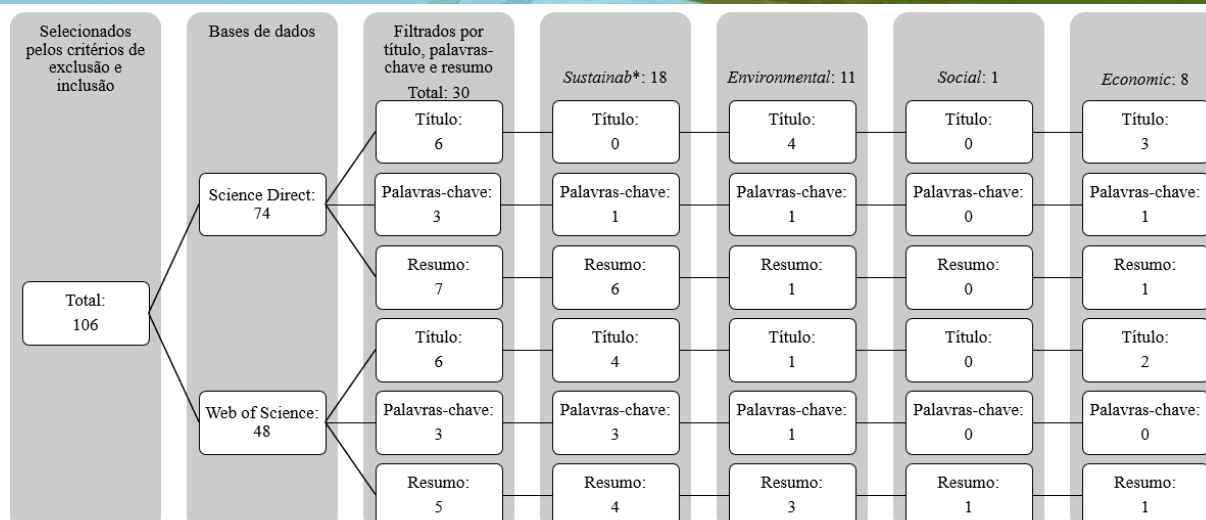 Selecionados
pelos critérios de
exclusão e
inclusão
Bases de dados
Filtrados por
título, palavras-
chave e resumo
Total: 30
Sustainab*: 18
Environmental: 11
Social: 1
Economic: 8
Total:
106
Science Direct:
74
Web of Science:
48
Título:
6
Título:
0
Título:
4
Título:
0
Título:
3
Palavras-chave:
3
Palavras-chave:
1
Palavras-chave:
1
Palavras-chave:
0
Palavras-chave:
1
Resumo:
7
Resumo:
6
Resumo:
1
Resumo:
0
Resumo:
1
Título:
6
Título:
4
Título:
1
Título:
0
Título:
2
Palavras-chave:
3
Palavras-chave:
3
Palavras-chave:
1
Palavras-chave:
0
Palavras-chave:
0
Resumo:
5
Resumo:
4
Resumo:
3
Resumo:
1
Resumo:
1